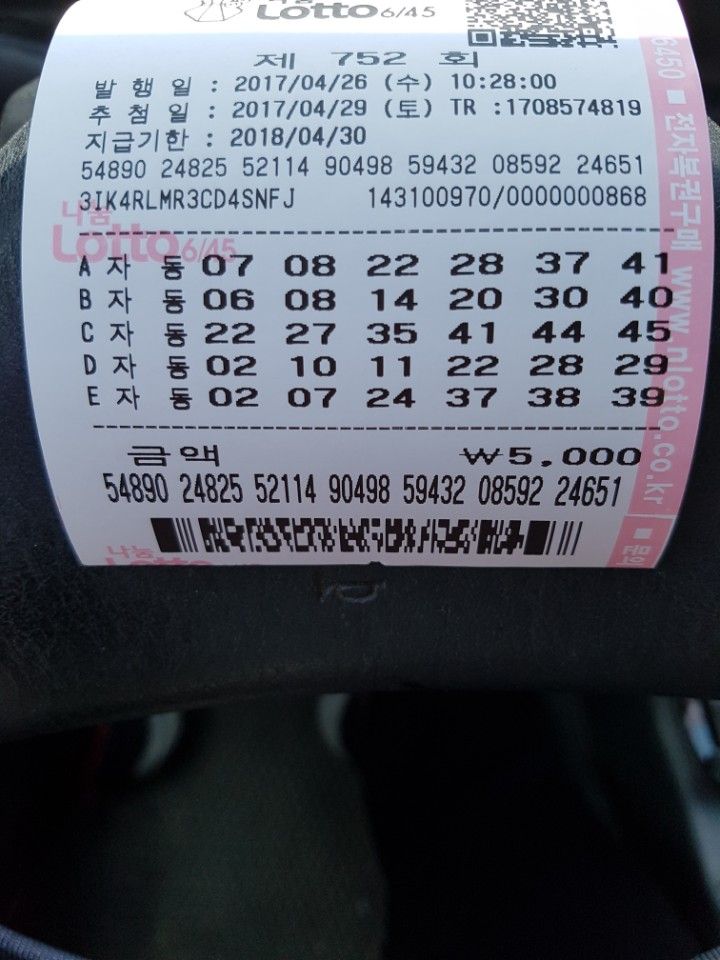 Lotto 6/45
제 752 회
발 행 일 : 2017/04/26 (수) 10:28:00
추 첨 일 : 2017/04/29 (토) TR :1708574819
지급기한 : 2018/04/30
54890 24825 52114 90498 59432 08592 24651
3IK4RLMR3CD4SNFJ 143100970/0000000868
나눔
Lotto 6/45
A 자 동 07 08 22 28 37 41
B 자 동 06 08 14 20 30 40
C 자 동 22 27 35 41 44 45
D 자 동 02 10 11 22 28 29
E 자 동 02 07 24 37 38 39
금액 ₩5,000
54890 24825 52114 90498 59432 08592 24651
나눔
Lotto
6450 ■ 전자복권구매 www.nlotto.co.kr ■